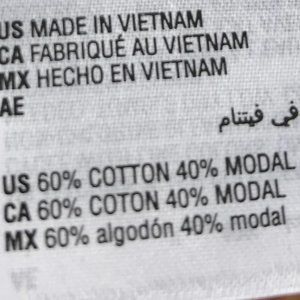 US MADE IN VIETNAM
CA FABRIQUÉ AU VIETNAM
MX HECHO EN VIETNAM
AE
في فيتنام
US 60% COTTON 40% MODAL
CA 60% COTON 40% MODAL
MX 60% algodón 40% modal